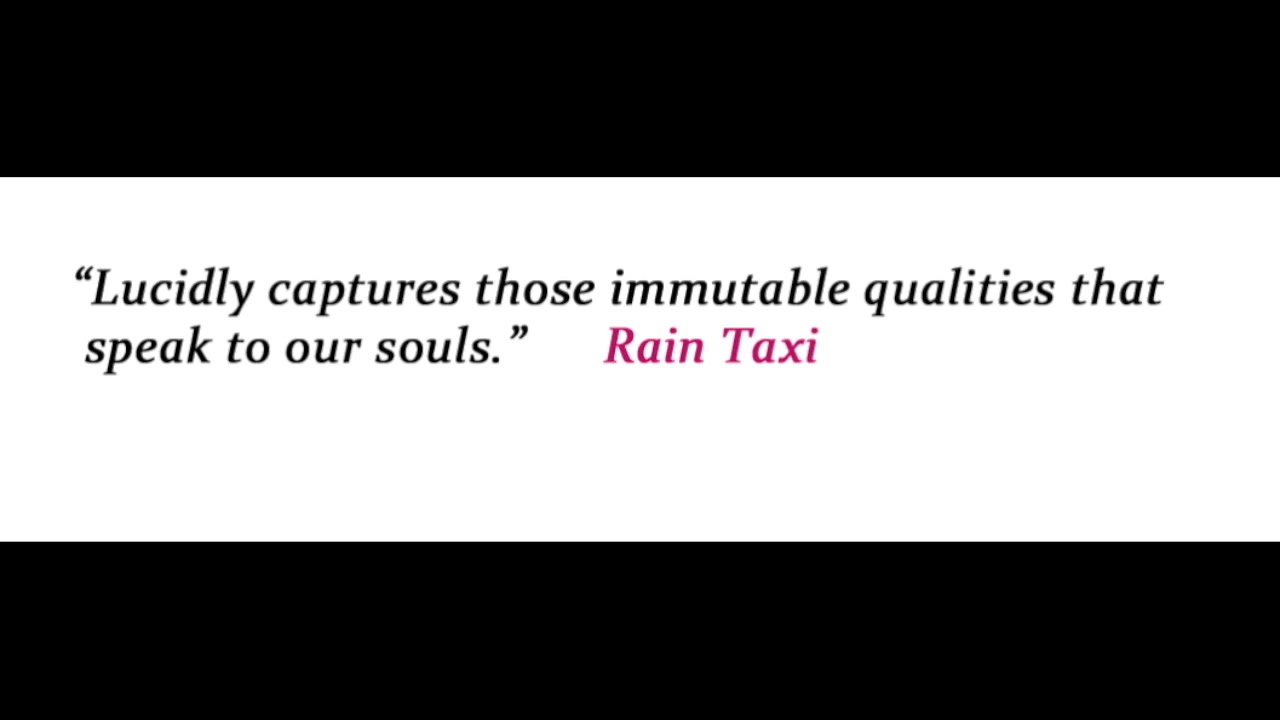 “Lucidly captures those immutable qualities that
speak to our souls.” Rain Taxi